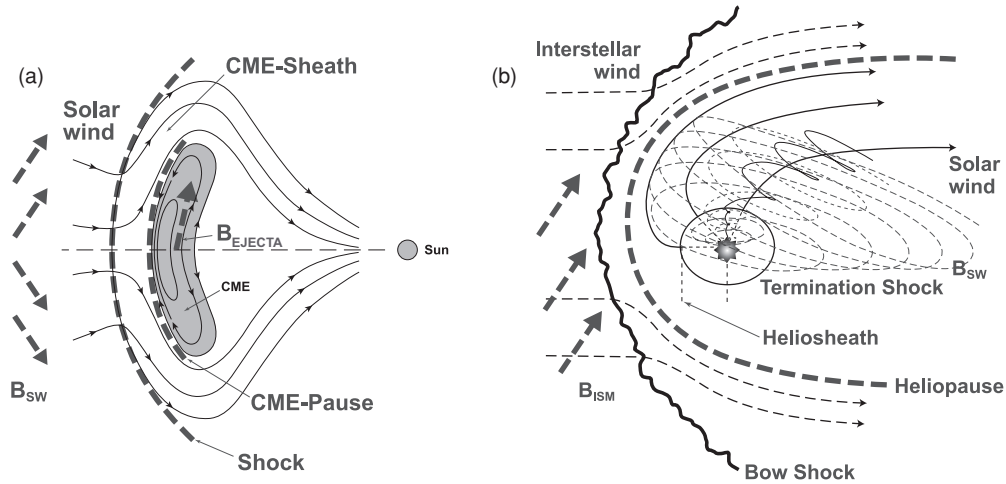 (a)
CME-Sheath
Solar
wind
B_EJECTA
Sun
CME
B_SW
CME-Pause
Shock
(b)
Interstellar
wind
Solar
wind
B_SW
Termination Shock
Heliosheath
B_ISM
Heliopause
Bow Shock